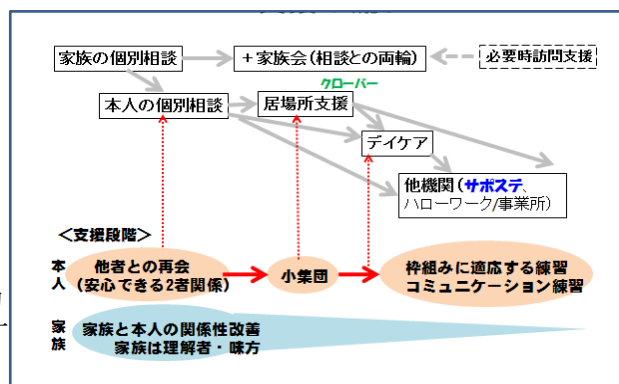 家族の個別相談
+家族会(相談との両輪)
必要時訪問支援
クローバー
本人の個別相談
居場所支援
デイケア
他機関(サポステ、
ハローワーク/事業所)
<支援段階>
本人
他者との再会
(安心できる2者関係)
小集団
枠組みに適応する練習
コミュニケーション練習
家族
家族と本人の関係性改善
家族は理解者・味方